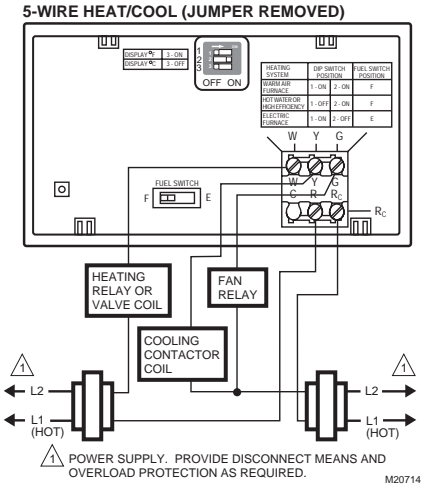 5-WIRE HEAT/COOL (JUMPER REMOVED)
DISPLAY °F 3 - ON
DISPLAY °C 3 - OFF
ON
1
2
3
OFF ON
HEATING SYSTEM DIP SWITCH POSITION FUEL SWITCH POSITION
WARM AIR FURNACE 1 - ON 2 - ON F
HOT WATER OR HIGH EFFICIENCY 1 - OFF 2 - ON F
ELECTRIC FURNACE 1 - ON 2 - OFF E
W Y G
W Y G
C R RC
RC
FUEL SWITCH
F E
HEATING
RELAY OR
VALVE COIL
FAN
RELAY
COOLING
CONTACTOR
COIL
1 1
L2 L2
L1 L1
(HOT) (HOT)
1 POWER SUPPLY. PROVIDE DISCONNECT MEANS AND
OVERLOAD PROTECTION AS REQUIRED.
M20714